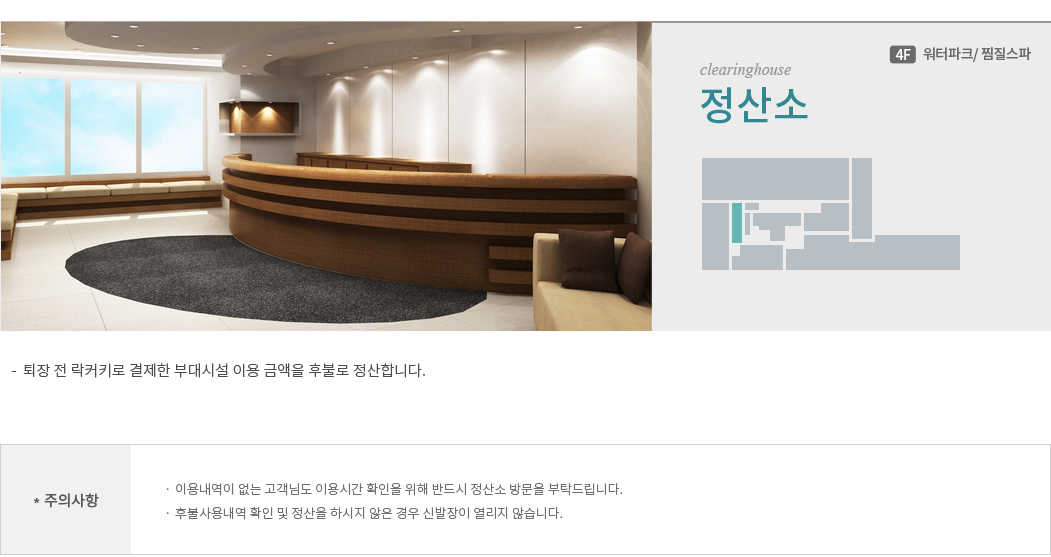 4F 워터파크/ 찜질스파
clearinghouse
정산소
- 퇴장 전 락커키로 결제한 부대시설 이용 금액을 후불로 정산합니다.
* 주의사항
· 이용내역이 없는 고객님도 이용시간 확인을 위해 반드시 정산소 방문을 부탁드립니다.
· 후불사용내역 확인 및 정산을 하시지 않은 경우 신발장이 열리지 않습니다.